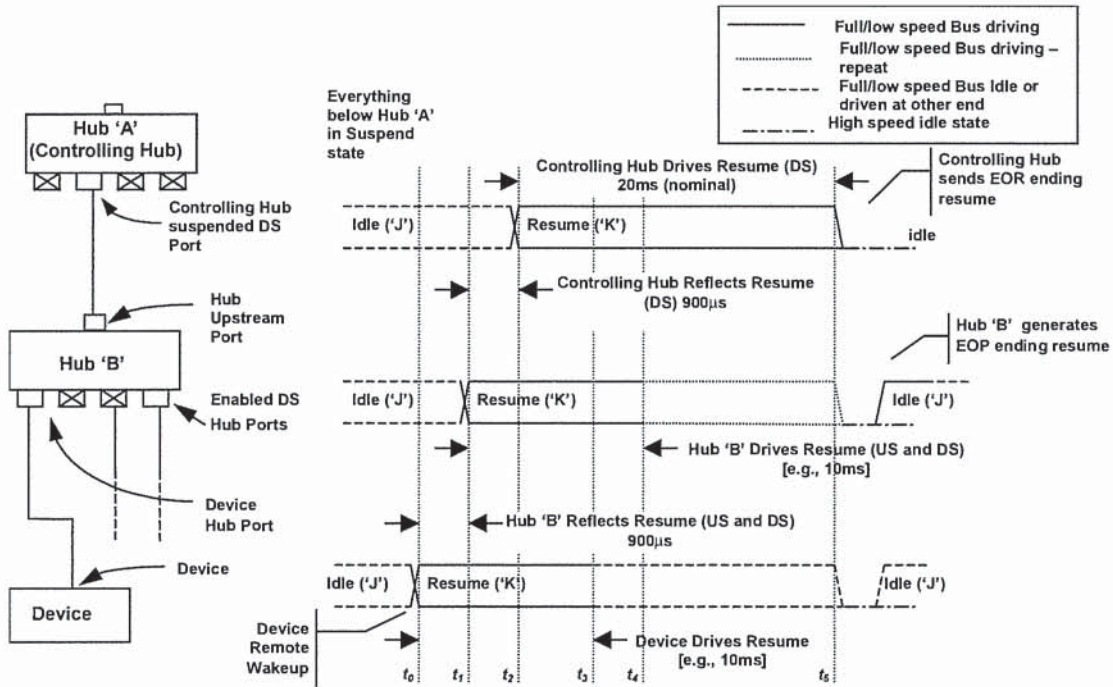 Full/low speed Bus driving
Full/low speed Bus driving –
repeat
Full/low speed Bus Idle or
driven at other end
High speed idle state
Hub 'A'
(Controlling Hub)
Controlling Hub
suspended DS
Port
Hub
Upstream
Port
Hub 'B'
Enabled DS
Hub Ports
Device
Hub Port
Device
Device
Everything
below Hub 'A'
in Suspend
state
Controlling Hub Drives Resume (DS)
20ms (nominal)
Controlling Hub
sends EOR ending
resume
Idle ('J')
Resume ('K')
idle
Controlling Hub Reflects Resume
(DS) 900µs
Hub 'B' generates
EOP ending resume
Idle ('J')
Resume ('K')
Idle ('J')
Hub 'B' Drives Resume (US and DS)
[e.g., 10ms]
Hub 'B' Reflects Resume (US and DS)
900µs
Idle ('J')
Resume ('K')
Idle ('J')
Device
Remote
Wakeup
Device Drives Resume
[e.g., 10ms]
t0 t1 t2 t3 t4 t5